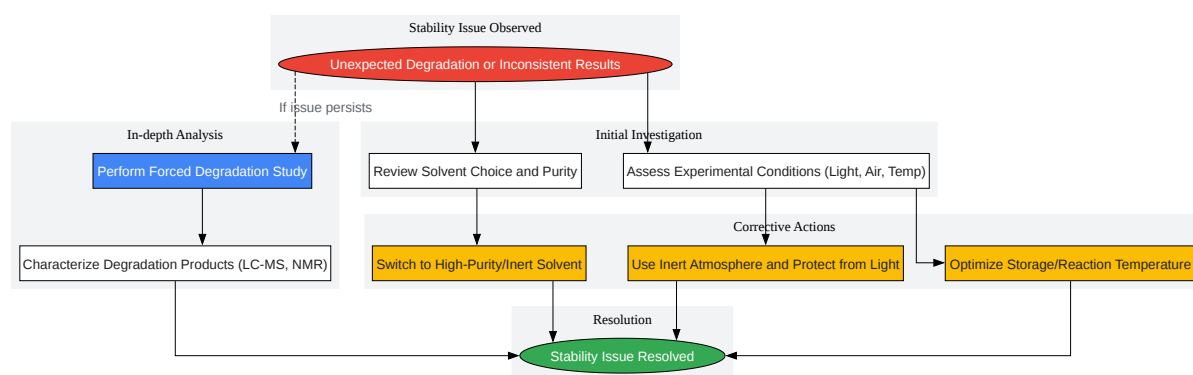 Stability Issue Observed
Unexpected Degradation or Inconsistent Results
If issue persists
In-depth Analysis
Initial Investigation
Perform Forced Degradation Study
Review Solvent Choice and Purity
Assess Experimental Conditions (Light, Air, Temp)
Corrective Actions
Characterize Degradation Products (LC-MS, NMR)
Switch to High-Purity/Inert Solvent
Use Inert Atmosphere and Protect from Light
Optimize Storage/Reaction Temperature
Resolution
Stability Issue Resolved